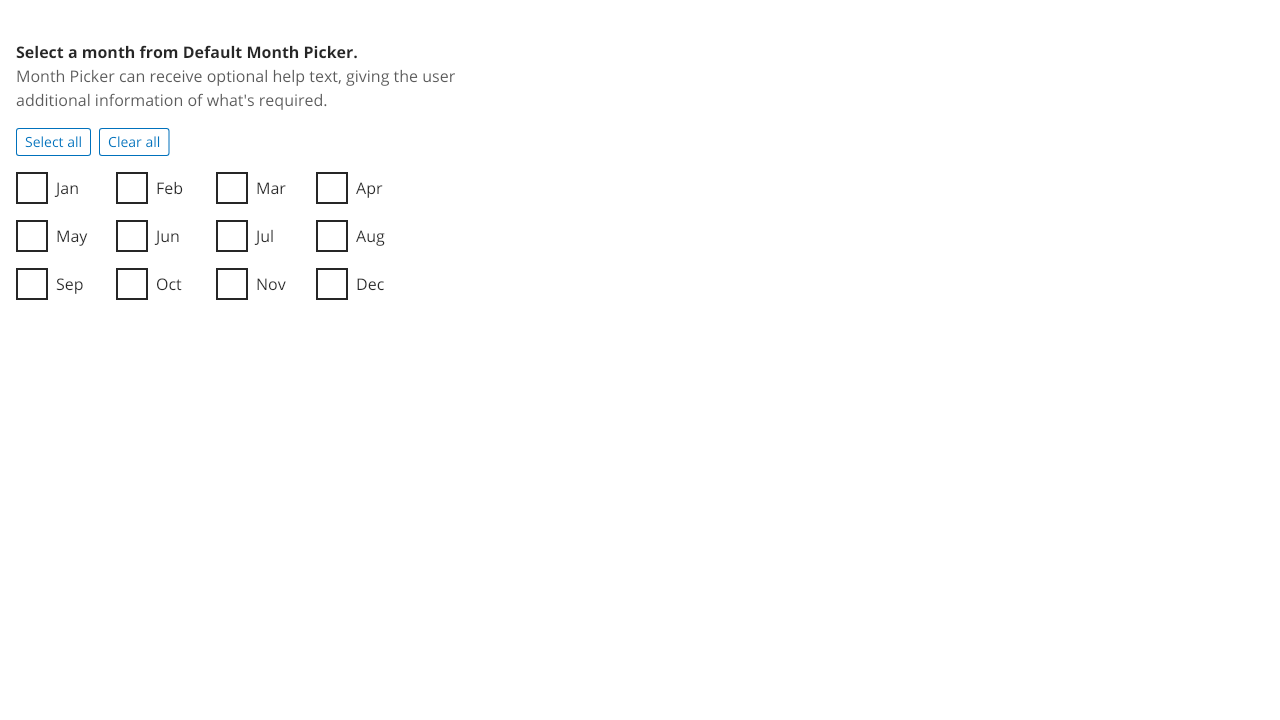 Select a month from Default Month Picker.
Month Picker can receive optional help text, giving the user
additional information of what's required.
Select all Clear all
Jan Feb Mar Apr
May Jun Jul Aug
Sep Oct Nov Dec